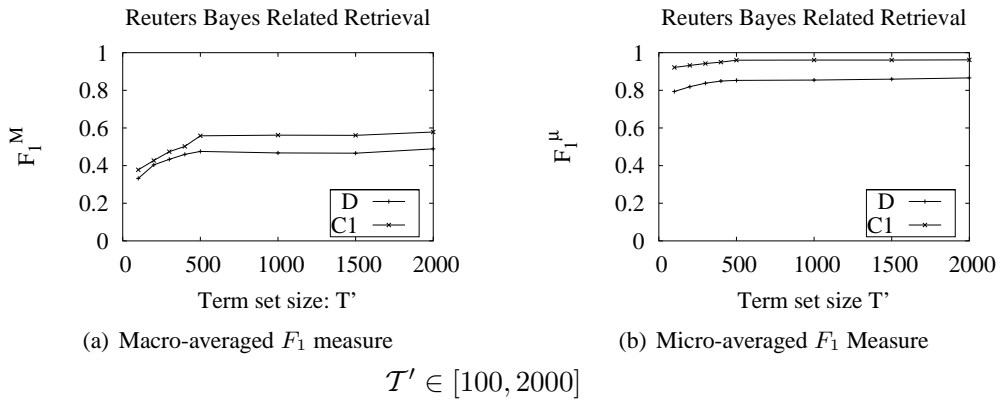 Reuters Bayes Related Retrieval
1
0.8
0.6
0.4
0.2
0
F₁ᴹ
D
C1
0 500 1000 1500 2000
Term set size: T’
(a) Macro-averaged F₁ measure
Reuters Bayes Related Retrieval
1
0.8
0.6
0.4
0.2
0
F₁^μ
D
C1
0 500 1000 1500 2000
Term set size T’
(b) Micro-averaged F₁ Measure
𝒯′ ∈ [100, 2000]